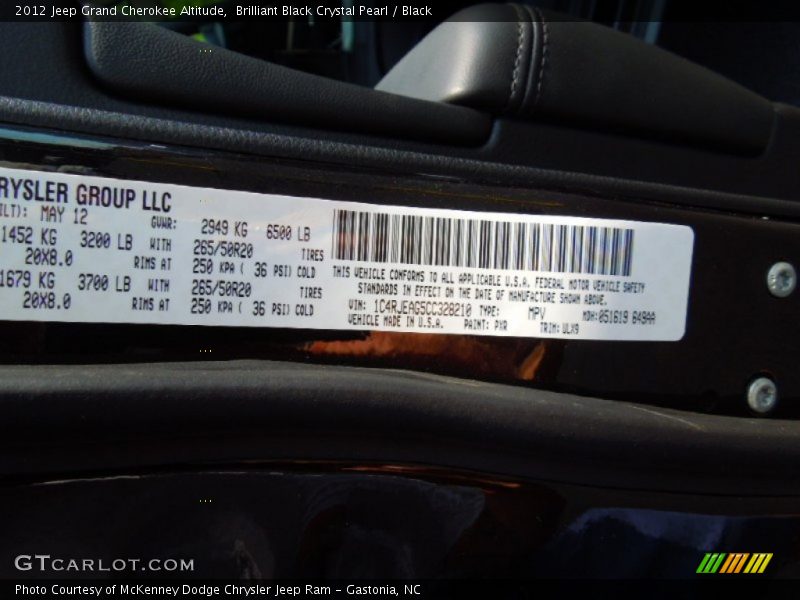 2012 Jeep Grand Cherokee Altitude, Brilliant Black Crystal Pearl / Black
RYSLER GROUP LLC
ILT): MAY 12 GVWR: 2949 KG 6500 LB
1452 KG 3200 LB WITH 265/50R20 TIRES
20X8.0 RIMS AT 250 KPA ( 36 PSI) COLD
1679 KG 3700 LB WITH 265/50R20 TIRES
20X8.0 RIMS AT 250 KPA ( 36 PSI) COLD
THIS VEHICLE CONFORMS TO ALL APPLICABLE U.S.A. FEDERAL MOTOR VEHICLE SAFETY
STANDARDS IN EFFECT ON THE DATE OF MANUFACTURE SHOWN ABOVE.
VIN: 1C4RJEAG5CC328210 TYPE: MPV MDH:051619 649AA
VEHICLE MADE IN U.S.A. PAINT: PXR TRIM: ULX9
GTCARLOT.COM
Photo Courtesy of McKenney Dodge Chrysler Jeep Ram - Gastonia, NC